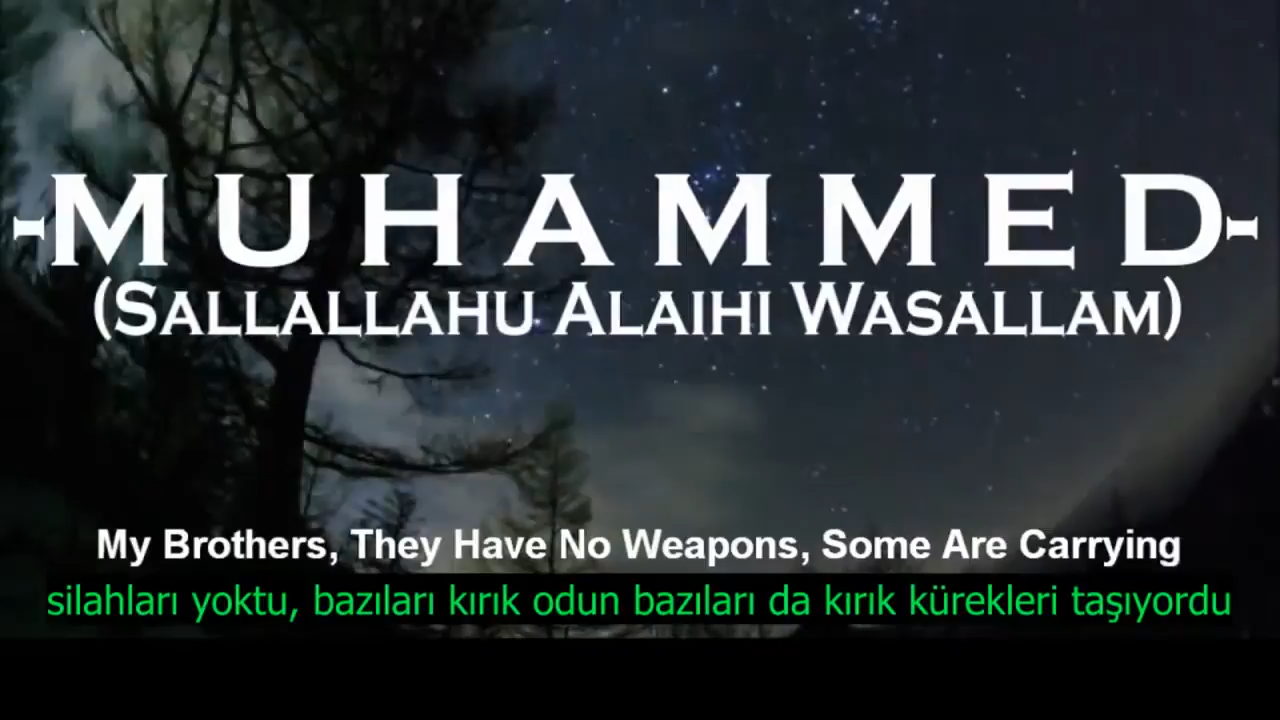 -MUHAMMED-
(SALLALLAHU ALAIHI WASALLAM)
My Brothers, They Have No Weapons, Some Are Carrying
silahları yoktu, bazıları kırık odun bazıları da kırık kürekleri taşıyordu